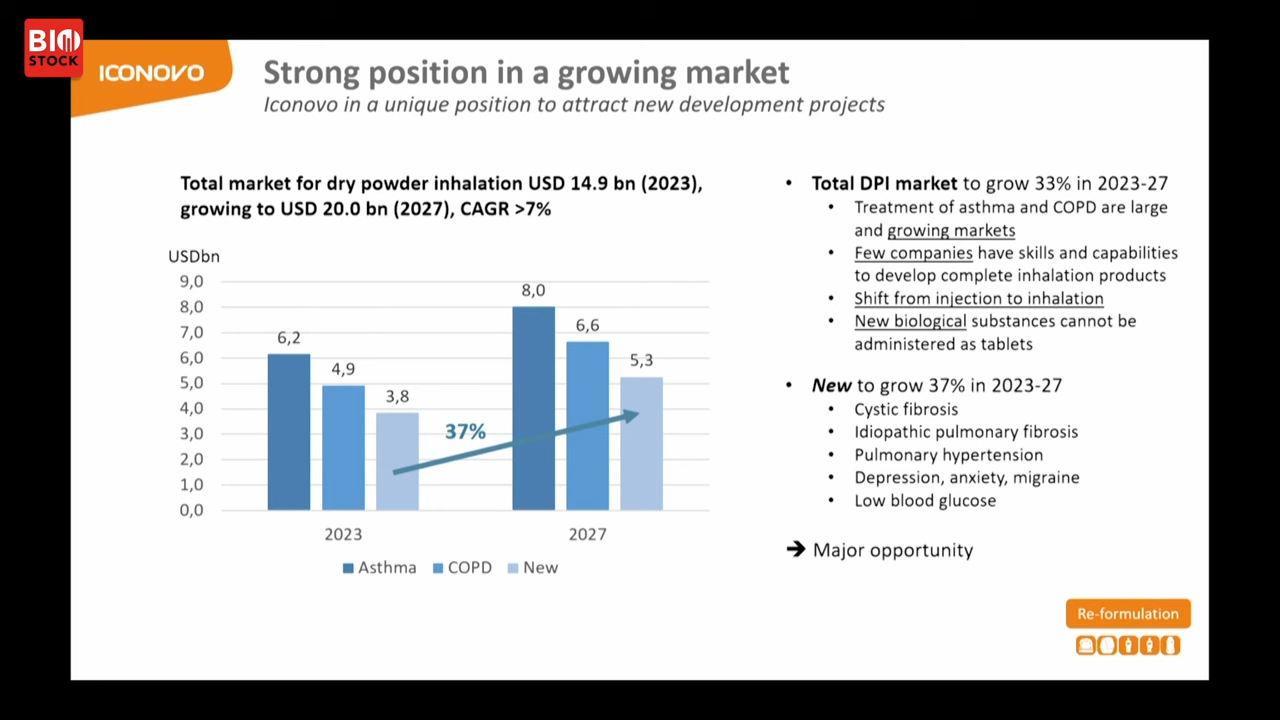 BIO
STOCK
ICONOVO
Strong position in a growing market
Iconovo in a unique position to attract new development projects
Total market for dry powder inhalation USD 14.9 bn (2023),
growing to USD 20.0 bn (2027), CAGR >7%
USDbn
9,0
8,0
7,0
6,0
5,0
4,0
3,0
2,0
1,0
0,0
6,2
4,9
3,8
37%
8,0
6,6
5,3
2023
2027
Asthma
COPD
New
• Total DPI market to grow 33% in 2023-27
• Treatment of asthma and COPD are large
and growing markets
• Few companies have skills and capabilities
to develop complete inhalation products
• Shift from injection to inhalation
• New biological substances cannot be
administered as tablets
• New to grow 37% in 2023-27
• Cystic fibrosis
• Idiopathic pulmonary fibrosis
• Pulmonary hypertension
• Depression, anxiety, migraine
• Low blood glucose
➔ Major opportunity
Re-formulation